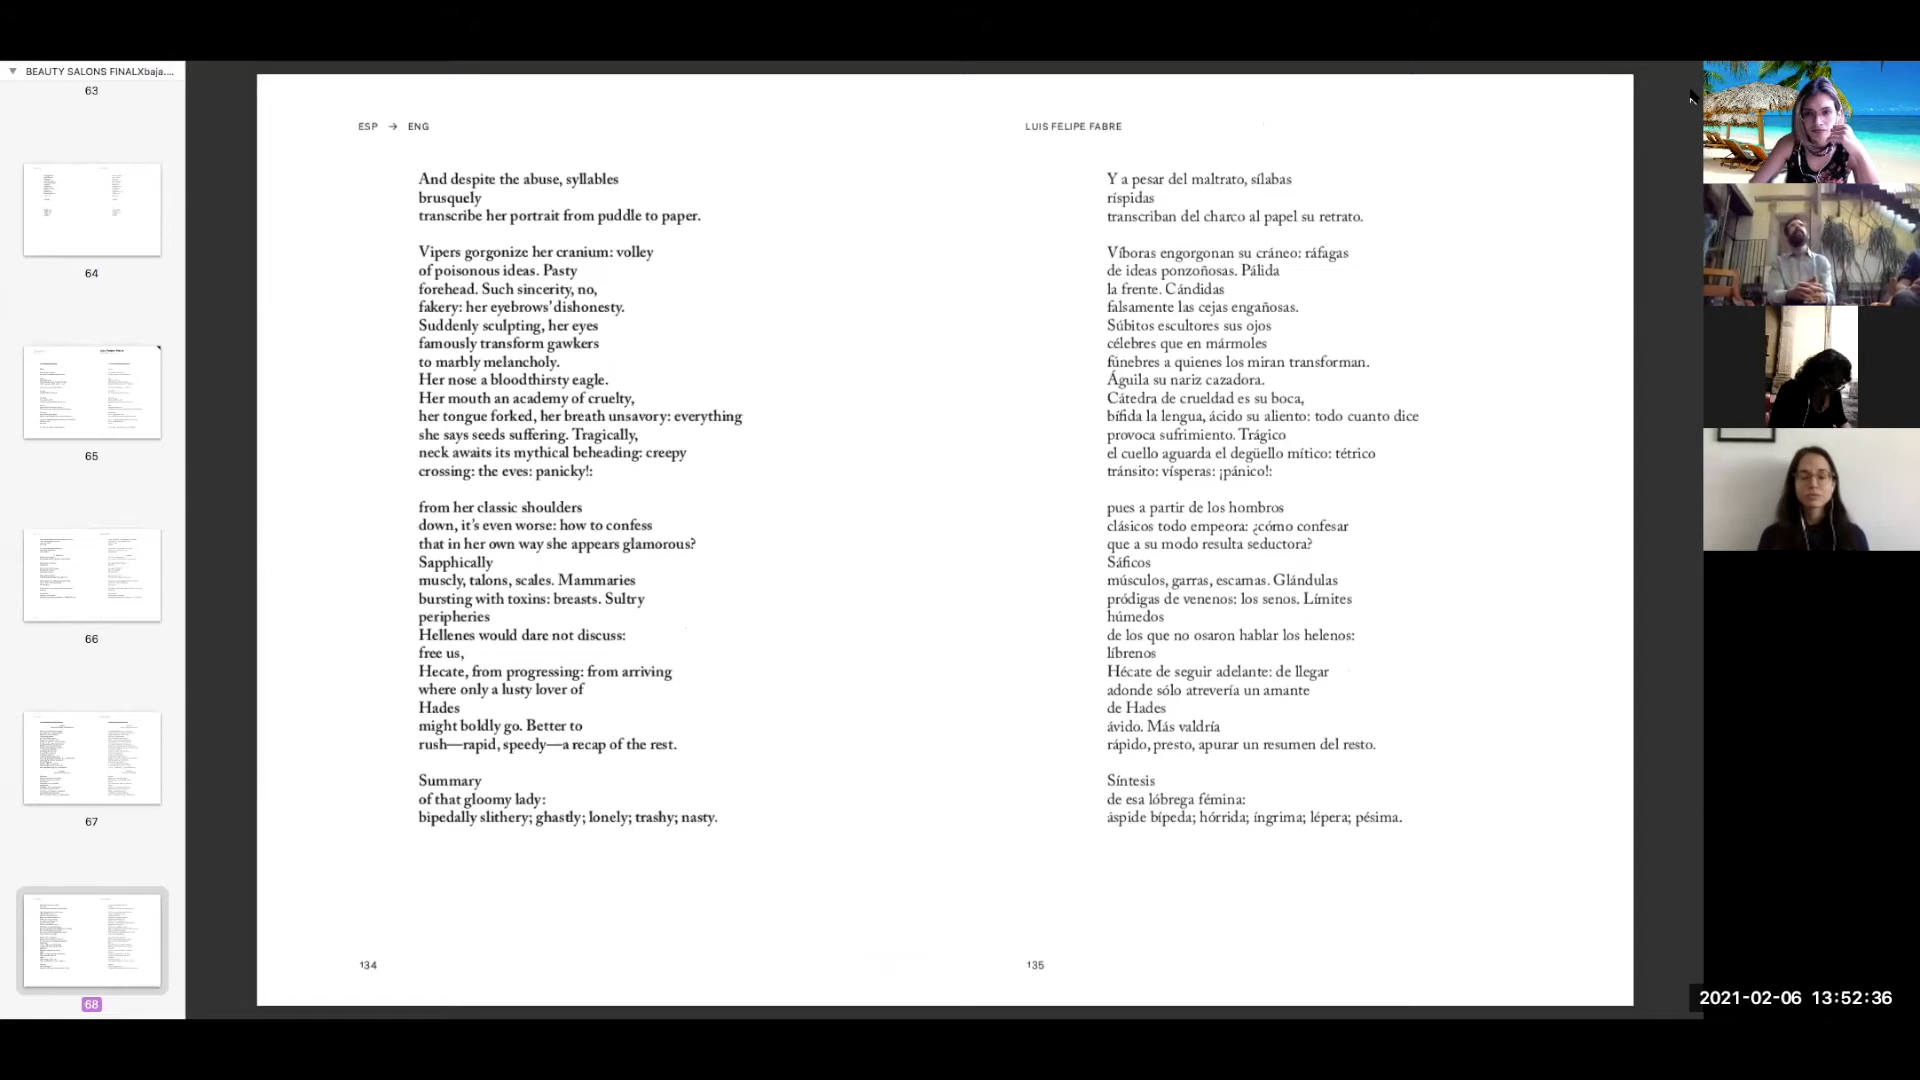 BEAUTY SALONS FINALXbaja....
63
64
65
66
67
68
ESP → ENG
And despite the abuse, syllables
brusquely
transcribe her portrait from puddle to paper.
Vipers gorgonize her cranium: volley
of poisonous ideas. Pasty
forehead. Such sincerity, no,
fakery: her eyebrows' dishonesty.
Suddenly sculpting, her eyes
famously transform gawkers
to marbly melancholy.
Her nose a bloodthirsty eagle.
Her mouth an academy of cruelty,
her tongue forked, her breath unsavory: everything
she says seeds suffering. Tragically,
neck awaits its mythical beheading: creepy
crossing: the eves: panicky!:
from her classic shoulders
down, it's even worse: how to confess
that in her own way she appears glamorous?
Sapphically
muscly, talons, scales. Mammaries
bursting with toxins: breasts. Sultry
peripheries
Hellenes would dare not discuss:
free us,
Hecate, from progressing: from arriving
where only a lusty lover of
Hades
might boldly go. Better to
rush—rapid, speedy—a recap of the rest.
Summary
of that gloomy lady:
bipedally slithery; ghastly; lonely; trashy; nasty.
134
LUIS FELIPE FABRE
Y a pesar del maltrato, sílabas
ríspidas
transcriban del charco al papel su retrato.
Víboras engorgonan su cráneo: ráfagas
de ideas ponzoñosas. Pálida
la frente. Cándidas
falsamente las cejas engañosas.
Súbitos escultores sus ojos
célebres que en mármoles
fúnebres a quienes los miran transforman.
Águila su nariz cazadora.
Cátedra de crueldad es su boca,
bífida la lengua, ácido su aliento: todo cuanto dice
provoca sufrimiento. Trágico
el cuello aguarda el degüello mítico: tétrico
tránsito: vísperas: ¡pánico!:
pues a partir de los hombros
clásicos todo empeora: ¿cómo confesar
que a su modo resulta seductora?
Sáficos
músculos, garras, escamas. Glándulas
pródigas de venenos: los senos. Límites
húmedos
de los que no osaron hablar los helenos:
líbrenos
Hécate de seguir adelante: de llegar
adonde sólo atrevería un amante
de Hades
ávido. Más valdría
rápido, presto, apurar un resumen del resto.
Síntesis
de esa lóbrega fémina:
áspide bípeda; hórrida; íngrima; lépera; pésima.
135
2021-02-06 13:52:36